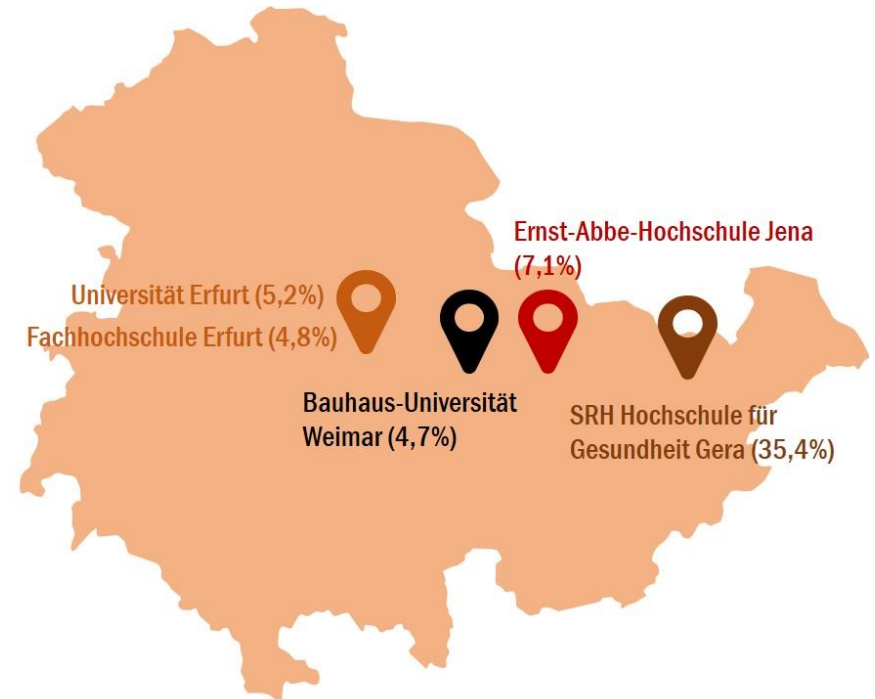 Ernst-Abbe-Hochschule Jena
(7,1%)
Universität Erfurt (5,2%)
Fachhochschule Erfurt (4,8%)
Bauhaus-Universität
Weimar (4,7%)
SRH Hochschule für
Gesundheit Gera (35,4%)